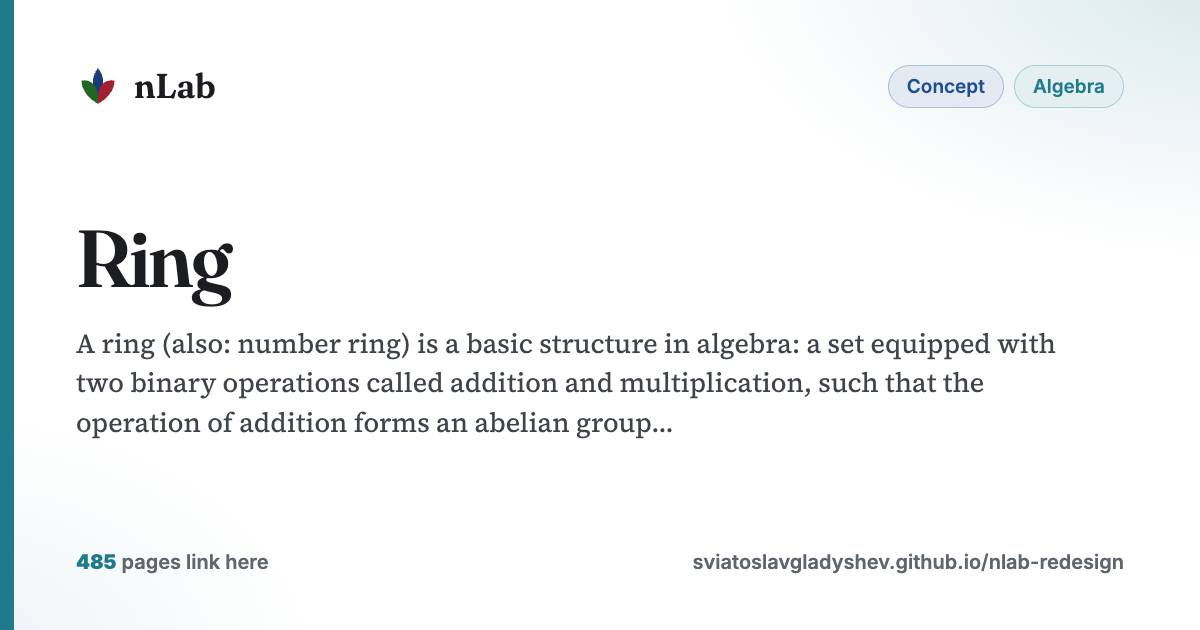 nLab
Concept
Algebra
Ring
A ring (also: number ring) is a basic structure in algebra: a set equipped with
two binary operations called addition and multiplication, such that the
operation of addition forms an abelian group...
485 pages link here
sviatoslavgladyshev.github.io/nlab-redesign